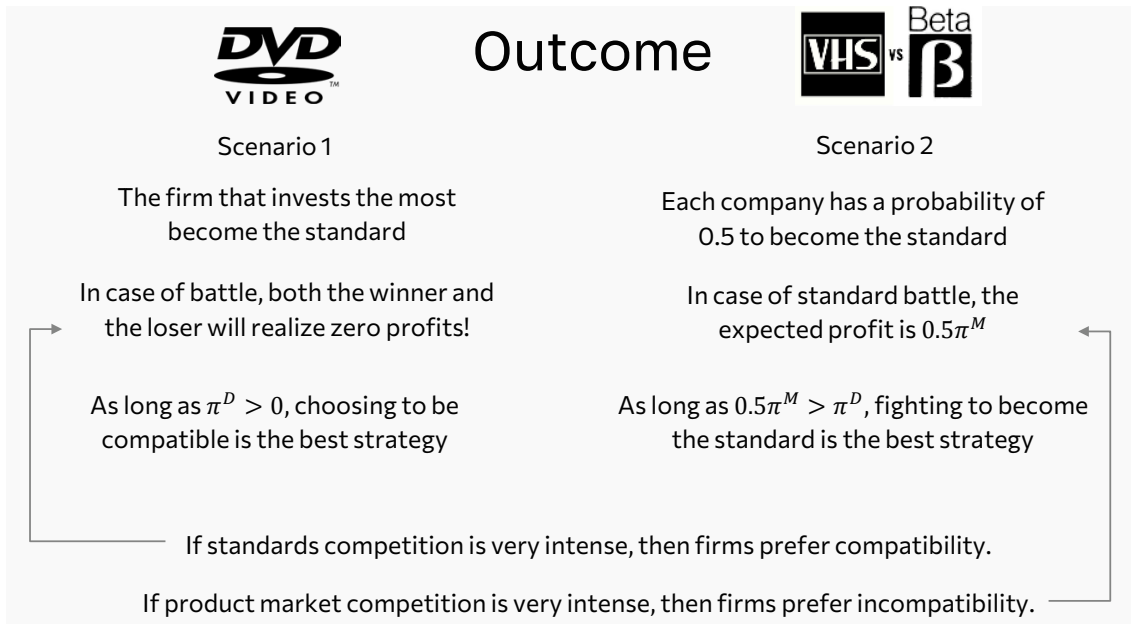 DVD
VIDEO
TM
Outcome
VHS vs Beta
β
Scenario 1
The firm that invests the most
become the standard
In case of battle, both the winner and
the loser will realize zero profits!
As long as π^D > 0, choosing to be
compatible is the best strategy
Scenario 2
Each company has a probability of
0.5 to become the standard
In case of standard battle, the
expected profit is 0.5π^M
As long as 0.5π^M > π^D, fighting to become
the standard is the best strategy
If standards competition is very intense, then firms prefer compatibility.
If product market competition is very intense, then firms prefer incompatibility.